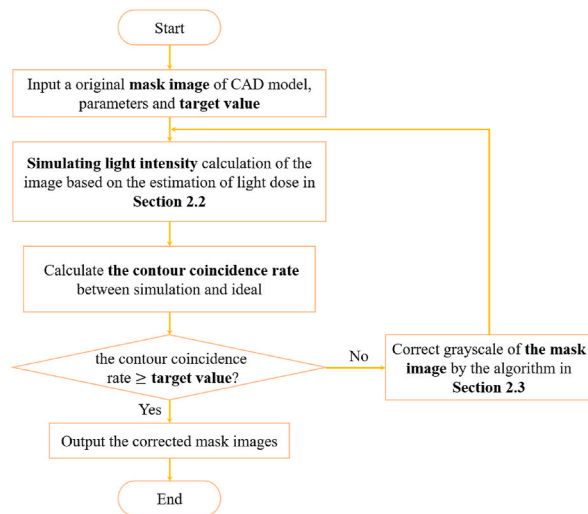 Start
Input a original mask image of CAD model,
parameters and target value
Simulating light intensity calculation of the
image based on the estimation of light dose in
Section 2.2
Calculate the contour coincidence rate
between simulation and ideal
the contour coincidence
rate ≥ target value?
No
Correct grayscale of the mask
image by the algorithm in
Section 2.3
Yes
Output the corrected mask images
End